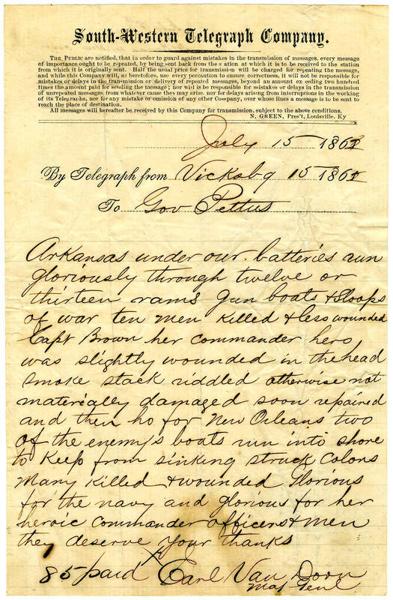 South-Western Telegraph Company.
THE PUBLIC are notified, that in order to guard against mistakes in the transmission of messages, every message
of importance ought to be repeated, by being sent back from the station at which it is to be received to the station
from which it is originally sent. Half the usual price for transmission will be charged for repeating the message,
and while this Company will, as heretofore, use every precaution to ensure correctness, it will not be responsible for
mistakes or delays in the transmission or delivery of repeated messages, beyond an amount exceeding two hundred
times the amount paid for sending the message; nor will it be responsible for mistakes or delays in the transmission of
unrepeated messages, from whatever cause they may arise, nor for delays arising from interruptions in the working
of its Telegraphs, nor for any mistake or omission of any other Company, over whose lines a message is to be sent to
reach the place of destination.
All messages will hereafter be received by this Company for transmission, subject to the above conditions.
N. GREEN, Pres't, Louisville, Ky
July 15 1862
By Telegraph from Vicksbg 15 1862
To Gov Pettus
Arkansas under our batteries run
gloriously through twelve or
thirteen rams Gun boats & Sloops
of war ten men Killed & less wounded
Capt Brown her commander hero
was slightly wounded in the head
smoke stack riddled otherwise not
materially damaged soon repaired
and then ho for New Orleans two
of the enemy's boats run into shore
to Keep from sinking struck Colors
Many Killed & wounded Glorious
for the navy and glorious for her
heroic Commander officers & men
they deserve your thanks
85 paid Earl Van Dorn
Maj Genl